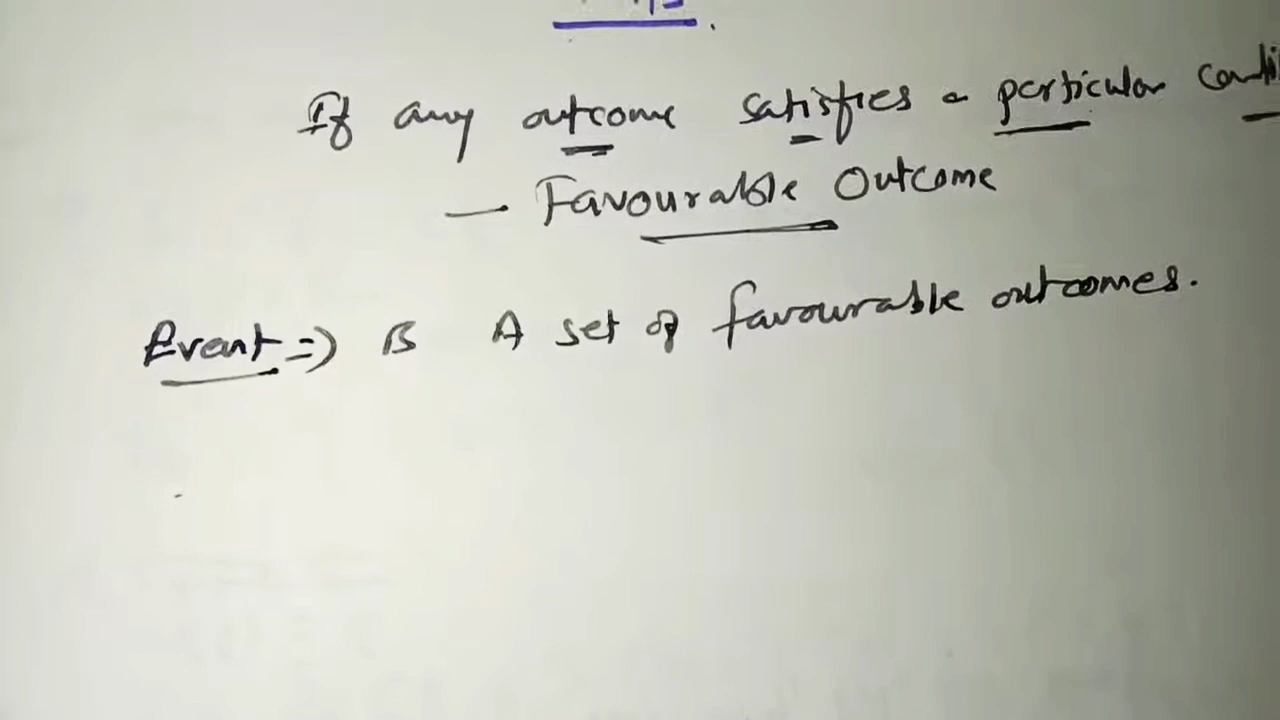 If any outcome satisfies a particular
— Favourable Outcome
Event => B A set of favourable outcomes.